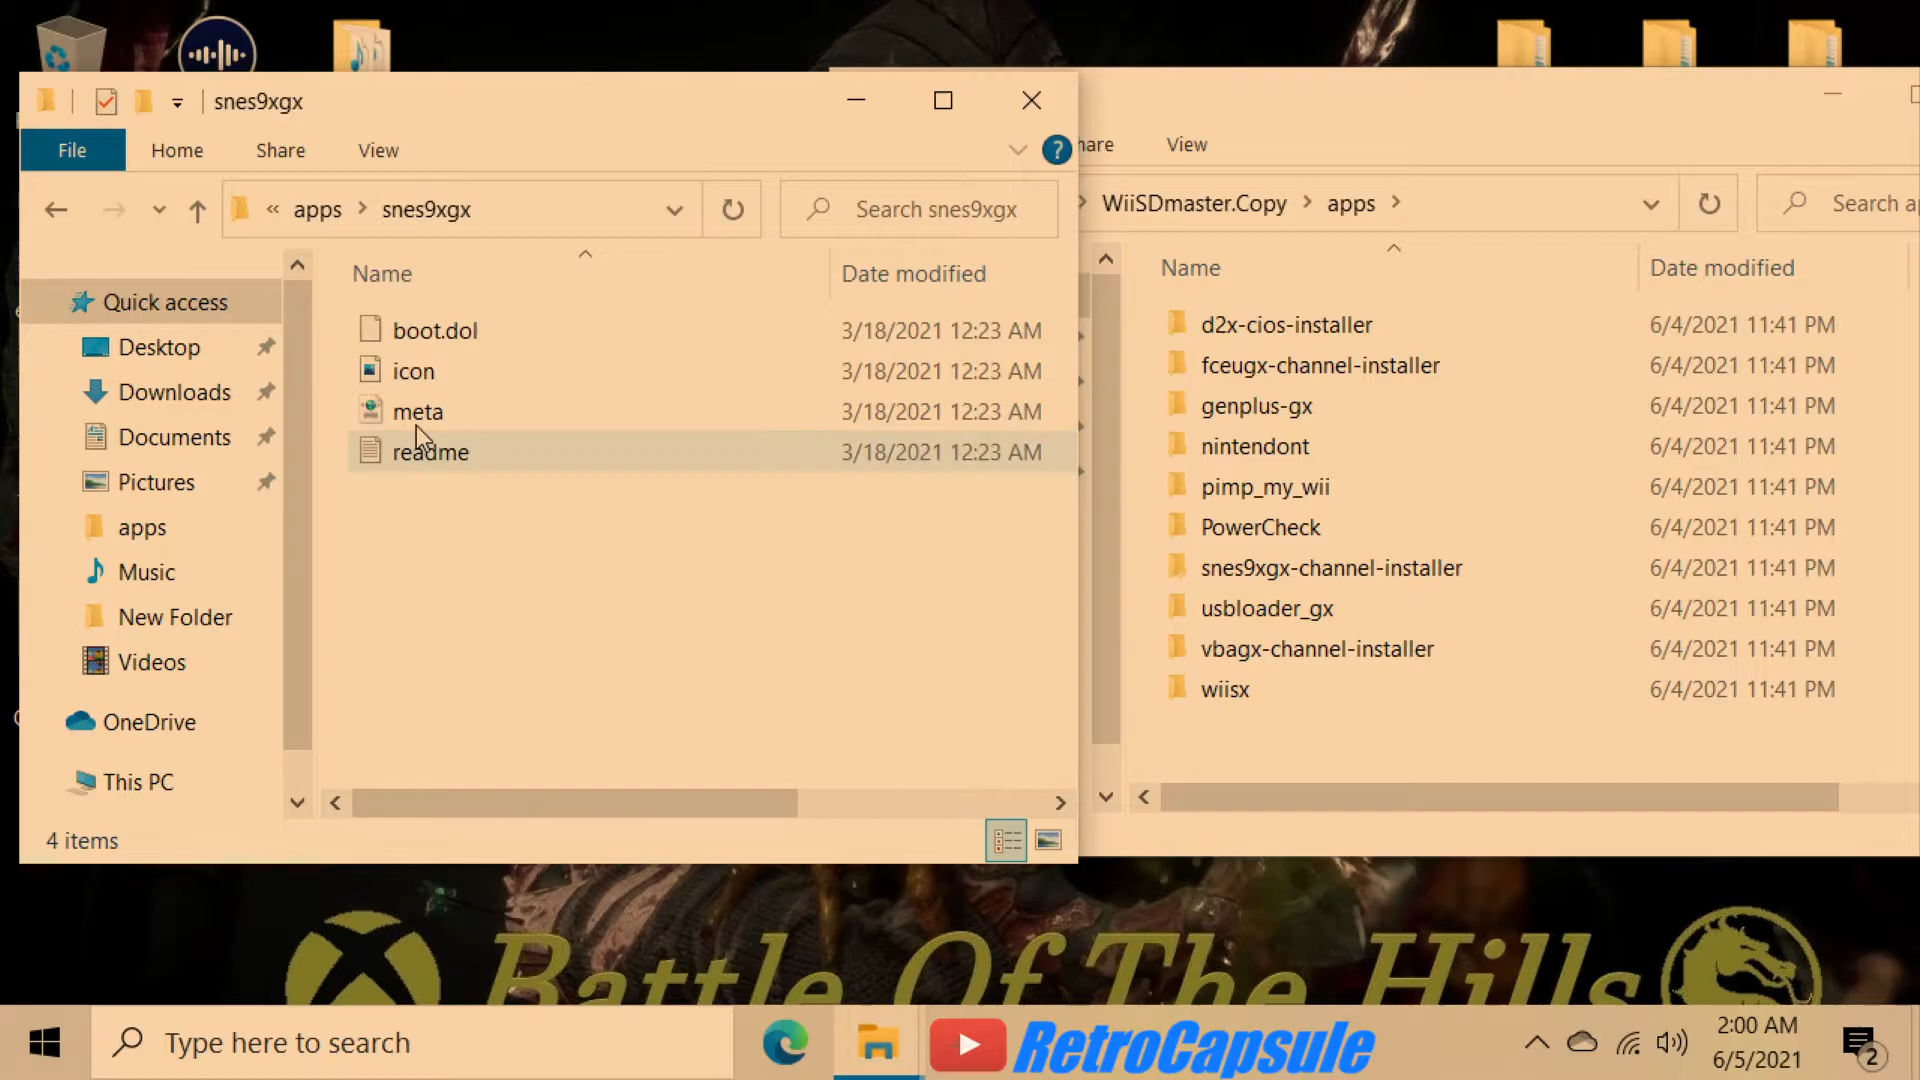 snes9xgx
File
Home
Share
View
?
« apps > snes9xgx
Search snes9xgx
Name
Date modified
Quick access
Desktop
Downloads
Documents
Pictures
apps
Music
New Folder
Videos
OneDrive
This PC
boot.dol 3/18/2021 12:23 AM
icon 3/18/2021 12:23 AM
meta 3/18/2021 12:23 AM
readme 3/18/2021 12:23 AM
4 items
hare
View
> WiiSDmaster.Copy > apps >
Search a
Name
Date modified
d2x-cios-installer 6/4/2021 11:41 PM
fceugx-channel-installer 6/4/2021 11:41 PM
genplus-gx 6/4/2021 11:41 PM
nintendont 6/4/2021 11:41 PM
pimp_my_wii 6/4/2021 11:41 PM
PowerCheck 6/4/2021 11:41 PM
snes9xgx-channel-installer 6/4/2021 11:41 PM
usbloader_gx 6/4/2021 11:41 PM
vbagx-channel-installer 6/4/2021 11:41 PM
wiisx 6/4/2021 11:41 PM
Battle Of The Hills
Type here to search
RetroCapsule
2:00 AM
6/5/2021
2